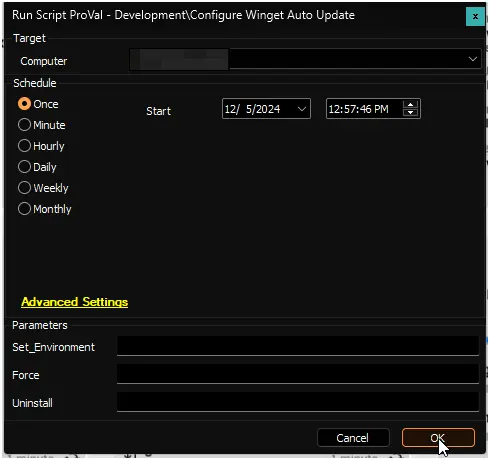 Run Script ProVal - Development\Configure Winget Auto Update
x
Target
Computer
Schedule
Once
Start
12/ 5/2024
12:57:46 PM
Minute
Hourly
Daily
Weekly
Monthly
Advanced Settings
Parameters
Set_Environment
Force
Uninstall
Cancel
OK